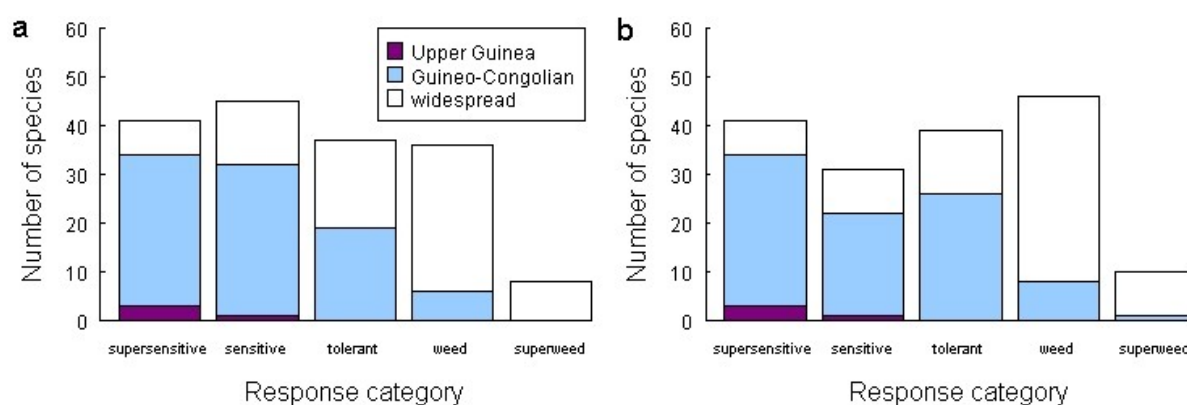 a
60
50
40
30
20
10
0
Number of species
Upper Guinea
Guineo-Congolian
widespread
supersensitive sensitive tolerant weed superweed
Response category
b
60
50
40
30
20
10
0
Number of species
supersensitive sensitive tolerant weed superweed
Response category